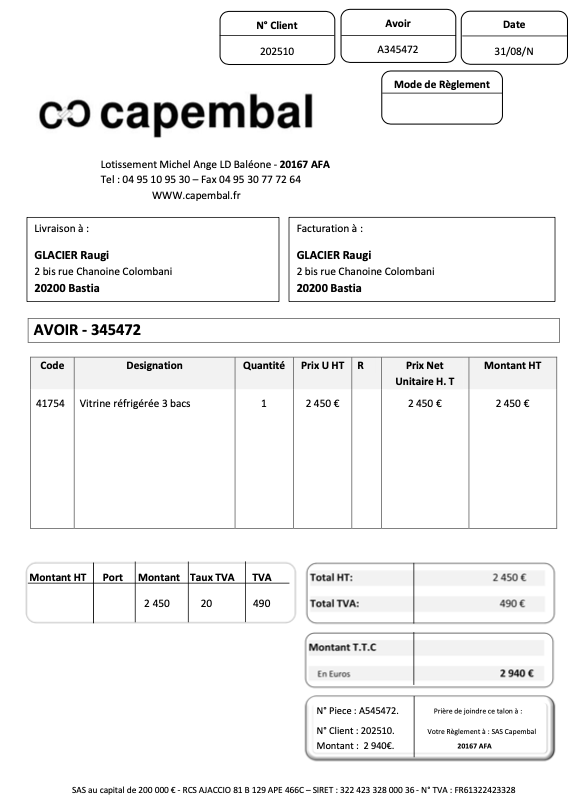 N° Client
Avoir
Date
202510
A345472
31/08/N
Mode de Règlement
capembal
Lotissement Michel Ange LD Baléone - 20167 AFA
Tel : 04 95 10 95 30 – Fax 04 95 30 77 72 64
WWW.capembal.fr
Livraison à :
GLACIER Raugi
2 bis rue Chanoine Colombani
20200 Bastia
Facturation à :
GLACIER Raugi
2 bis rue Chanoine Colombani
20200 Bastia
AVOIR - 345472
Code Designation Quantité Prix U HT R Prix Net Unitaire H. T Montant HT
41754 Vitrine réfrigérée 3 bacs 1 2 450 € 2 450 € 2 450 €
Montant HT Port Montant Taux TVA TVA
2 450 20 490
Total HT: 2 450 €
Total TVA: 490 €
Montant T.T.C
En Euros 2 940 €
N° Piece : A545472.
N° Client : 202510.
Montant : 2 940€.
Prière de joindre ce talon à :
Votre Règlement à : SAS Capembal
20167 AFA
SAS au capital de 200 000 € - RCS AJACCIO 81 B 129 APE 466C – SIRET : 322 423 328 000 36 - N° TVA : FR61322423328